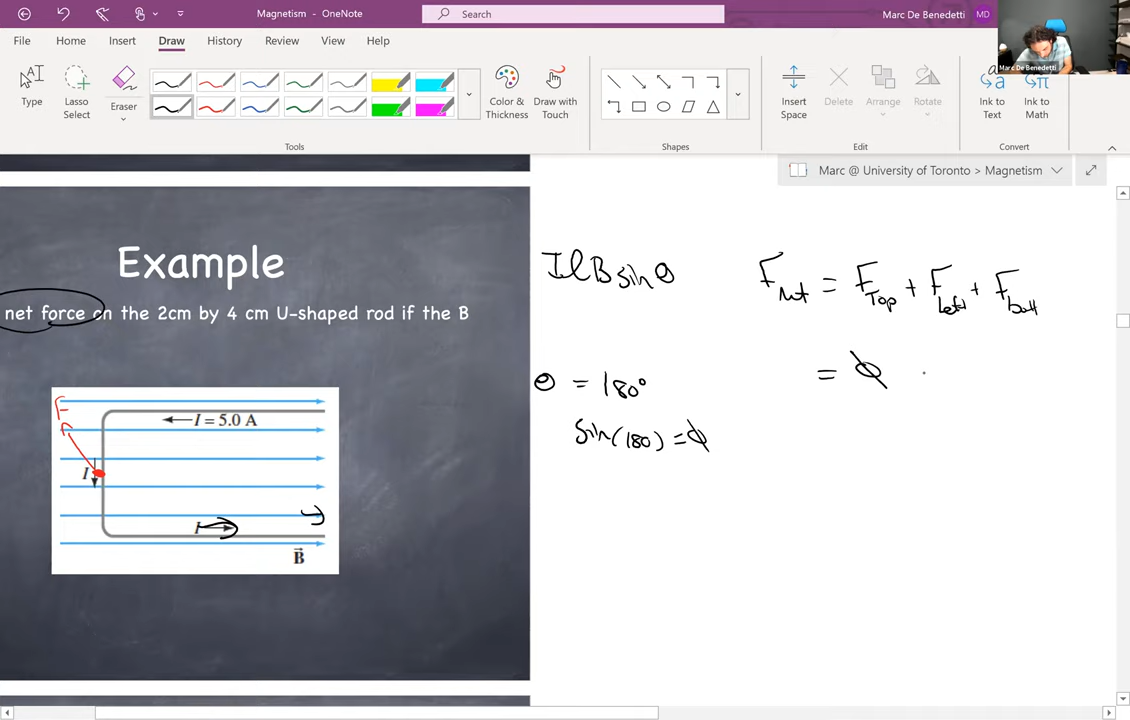 Magnetism - OneNote
Search
Marc De Benedetti
MD
File Home Insert Draw History Review View Help
Marc De Benedetti
Type
Lasso Select
Eraser
Color & Thickness
Draw with Touch
Insert Space
Delete
Arrange
Rotate
Ink to Text
Ink to Math
Tools
Shapes
Edit
Convert
Marc @ University of Toronto > Magnetism
Example
net force on the 2cm by 4 cm U-shaped rod if the B
F
I = 5.0 A
I
I
B⃗
IlB sin θ
F_net = F_Top + F_Left + F_bott
θ = 180°
= ∅
sin(180) = ∅